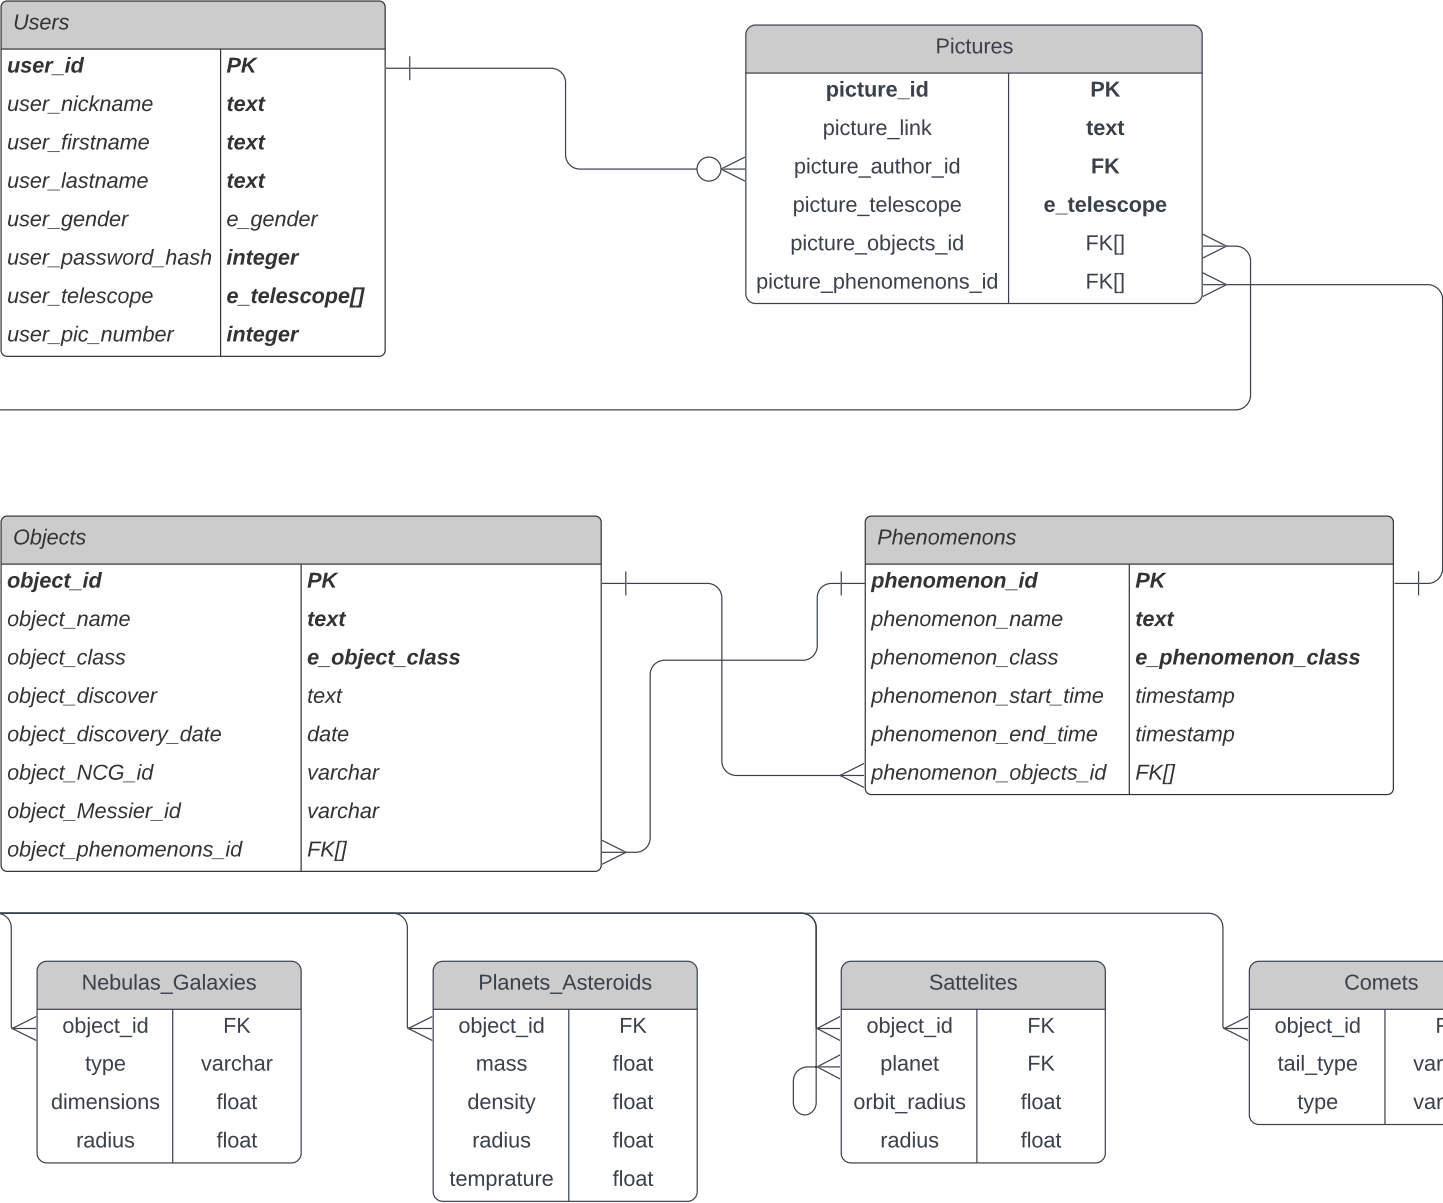 Users
user_id PK
user_nickname text
user_firstname text
user_lastname text
user_gender e_gender
user_password_hash integer
user_telescope e_telescope[]
user_pic_number integer
Pictures
picture_id PK
picture_link text
picture_author_id FK
picture_telescope e_telescope
picture_objects_id FK[]
picture_phenomenons_id FK[]
Objects
object_id PK
object_name text
object_class e_object_class
object_discover text
object_discovery_date date
object_NCG_id varchar
object_Messier_id varchar
object_phenomenons_id FK[]
Phenomenons
phenomenon_id PK
phenomenon_name text
phenomenon_class e_phenomenon_class
phenomenon_start_time timestamp
phenomenon_end_time timestamp
phenomenon_objects_id FK[]
Nebulas_Galaxies
object_id FK
type varchar
dimensions float
radius float
Planets_Asteroids
object_id FK
mass float
density float
radius float
temprature float
Sattelites
object_id FK
planet FK
orbit_radius float
radius float
Comets
object_id
tail_type var
type var